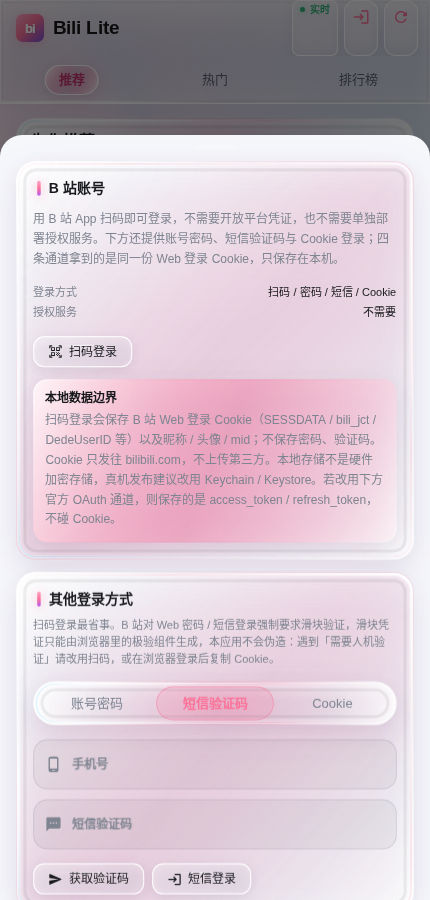 bi Bili Lite 实时
推荐 热门 排行榜
B 站账号
用 B 站 App 扫码即可登录，不需要开放平台凭证，也不需要单独部
署授权服务。下方还提供账号密码、短信验证码与 Cookie 登录；四
条通道拿到的是同一份 Web 登录 Cookie，只保存在本机。
登录方式 扫码 / 密码 / 短信 / Cookie
授权服务 不需要
扫码登录
本地数据边界
扫码登录会保存 B 站 Web 登录 Cookie（SESSDATA / bili_jct /
DedeUserID 等）以及昵称 / 头像 / mid；不保存密码、验证码。
Cookie 只发往 bilibili.com，不上传第三方。本地存储不是硬件
加密存储，真机发布建议改用 Keychain / Keystore。若改用下方
官方 OAuth 通道，则保存的是 access_token / refresh_token，
不碰 Cookie。
其他登录方式
扫码登录最省事。B 站对 Web 密码 / 短信登录强制要求滑块验证，滑块凭
证只能由浏览器里的极验组件生成，本应用不会伪造：遇到「需要人机验
证」请改用扫码，或在浏览器登录后复制 Cookie。
账号密码 短信验证码 Cookie
手机号
短信验证码
获取验证码 短信登录